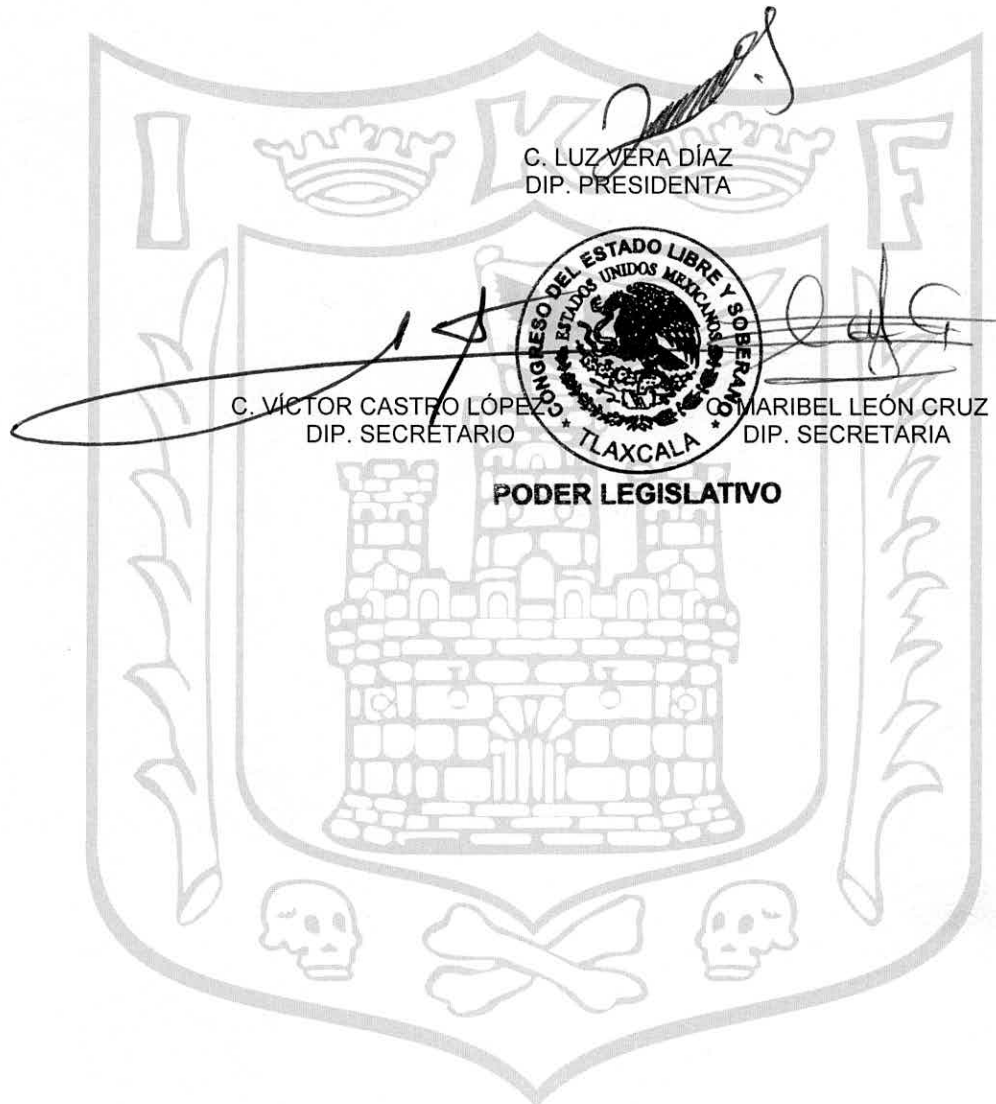 I K F
C. LUZ VERA DÍAZ
DIP. PRESIDENTA
CONGRESO DEL ESTADO LIBRE Y SOBERANO
ESTADOS UNIDOS MEXICANOS
* TLAXCALA *
C. VÍCTOR CASTRO LÓPEZ
DIP. SECRETARIO
C. MARIBEL LEÓN CRUZ
DIP. SECRETARIA
PODER LEGISLATIVO